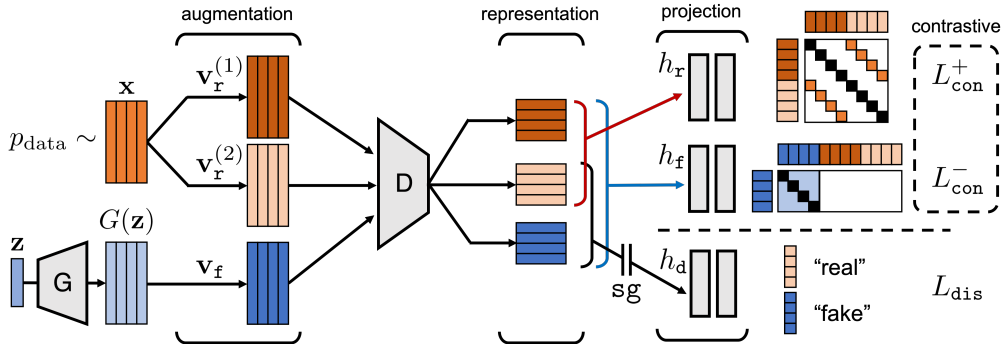 augmentation
representation
projection
contrastive
x
p_data ∼
v_r^(1)
v_r^(2)
z
G
G(z)
v_f
D
sg
h_r
h_f
h_d
L_con^+
L_con^-
"real"
"fake"
L_dis